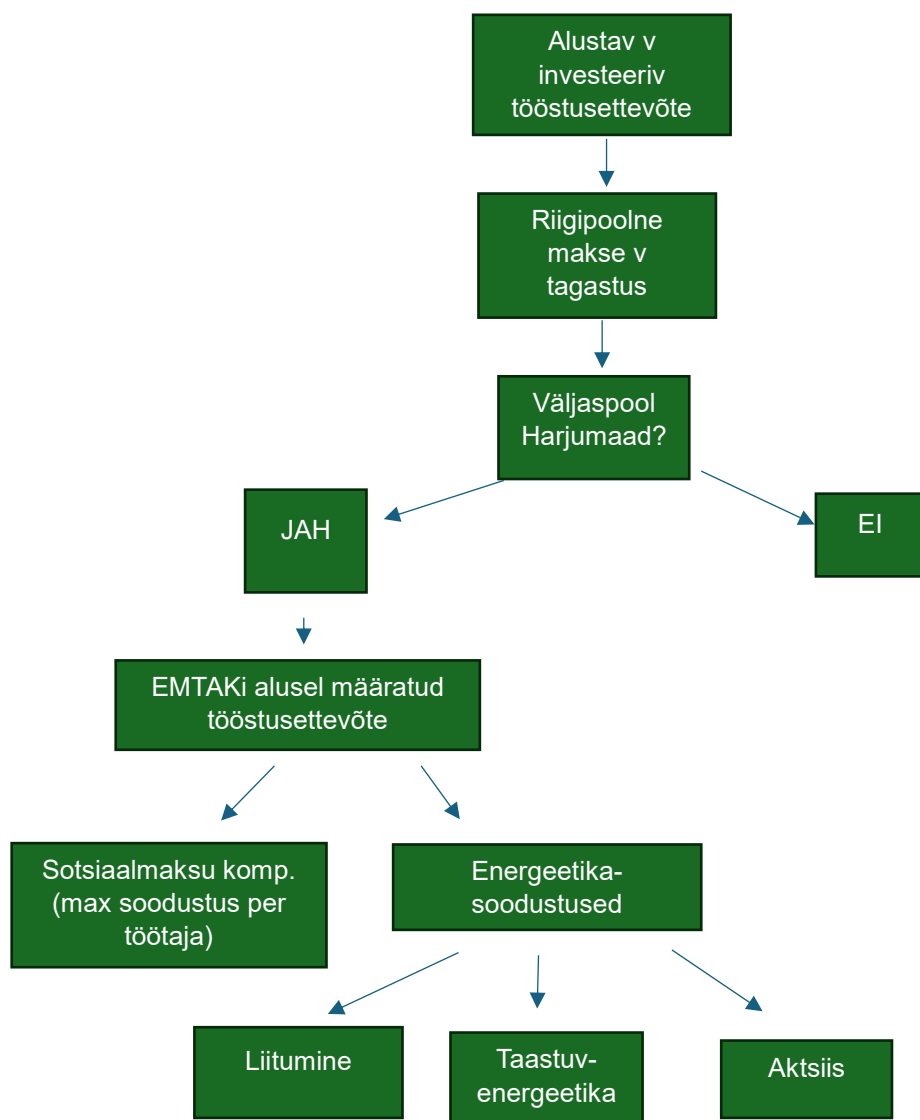 Alustav v
investeeriv
tööstusettevõte
Riigipoolne
makse v
tagastus
Väljaspool
Harjumaad?
JAH
EI
EMTAKi alusel määratud
tööstusettevõte
Sotsiaalmaksu komp.
(max soodustus per
töötaja)
Energeetika-
soodustused
Liitumine
Taastuv-
energeetika
Aktsiis